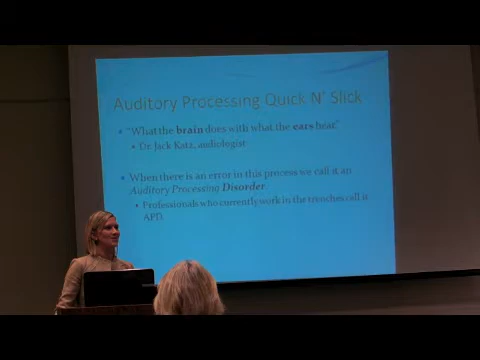 Auditory Processing Quick N' Slick
"What the brain does with what the ears hear"
Dr. Jack Katz, audiologist
When there is an error in this process we call it an
Auditory Processing Disorder.
Professionals who currently work in the trenches call it
APD.